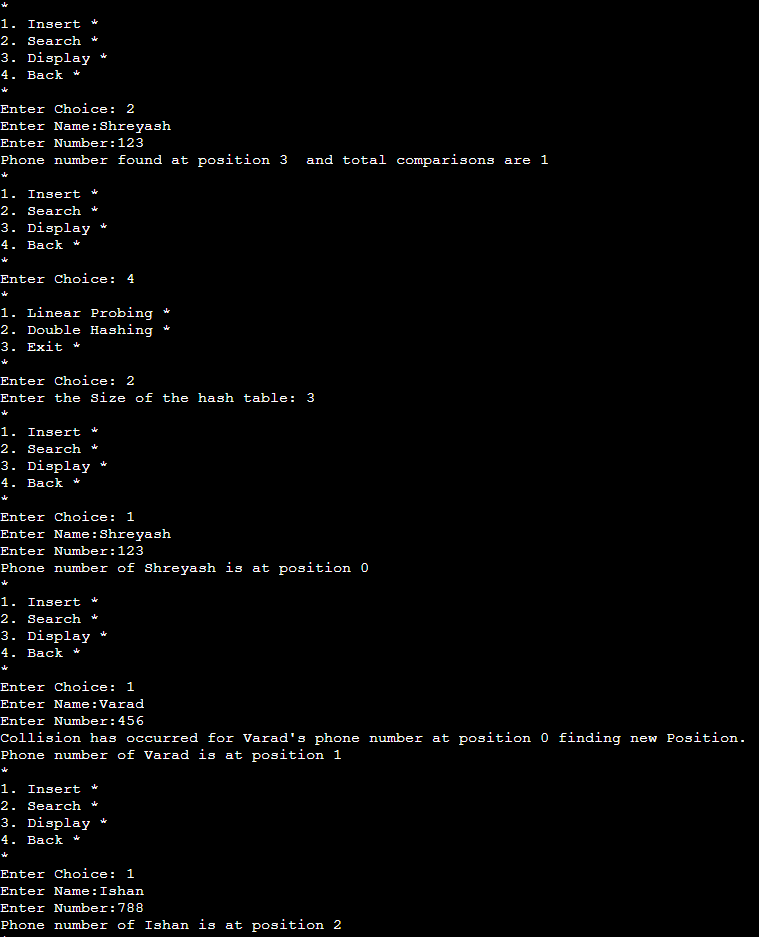 *
1. Insert *
2. Search *
3. Display *
4. Back *
*
Enter Choice: 2
Enter Name:Shreyash
Enter Number:123
Phone number found at position 3  and total comparisons are 1
*
1. Insert *
2. Search *
3. Display *
4. Back *
*
Enter Choice: 4
*
1. Linear Probing *
2. Double Hashing *
3. Exit *
*
Enter Choice: 2
Enter the Size of the hash table: 3
*
1. Insert *
2. Search *
3. Display *
4. Back *
*
Enter Choice: 1
Enter Name:Shreyash
Enter Number:123
Phone number of Shreyash is at position 0
*
1. Insert *
2. Search *
3. Display *
4. Back *
*
Enter Choice: 1
Enter Name:Varad
Enter Number:456
Collision has occurred for Varad's phone number at position 0 finding new Position.
Phone number of Varad is at position 1
*
1. Insert *
2. Search *
3. Display *
4. Back *
*
Enter Choice: 1
Enter Name:Ishan
Enter Number:788
Phone number of Ishan is at position 2